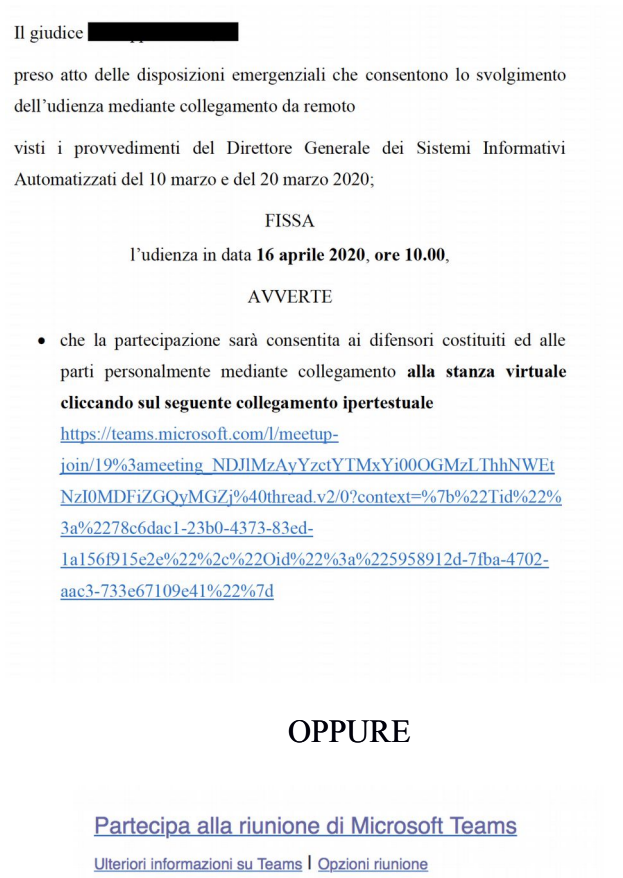 Il giudice
preso atto delle disposizioni emergenziali che consentono lo svolgimento
dell’udienza mediante collegamento da remoto
visti i provvedimenti del Direttore Generale dei Sistemi Informativi
Automatizzati del 10 marzo e del 20 marzo 2020;
FISSA
l’udienza in data 16 aprile 2020, ore 10.00,
AVVERTE
• che la partecipazione sarà consentita ai difensori costituiti ed alle
parti personalmente mediante collegamento alla stanza virtuale
cliccando sul seguente collegamento ipertestuale
https://teams.microsoft.com/l/meetup-
join/19%3ameeting_NDJlMzAyYzctYTMxYi00OGMzLThhNWEt
NzI0MDFiZGQyMGZj%40thread.v2/0?context=%7b%22Tid%22%
3a%2278c6dac1-23b0-4373-83ed-
1a156f915e2e%22%2c%22Oid%22%3a%225958912d-7fba-4702-
aac3-733e67109e41%22%7d
OPPURE
Partecipa alla riunione di Microsoft Teams
Ulteriori informazioni su Teams | Opzioni riunione